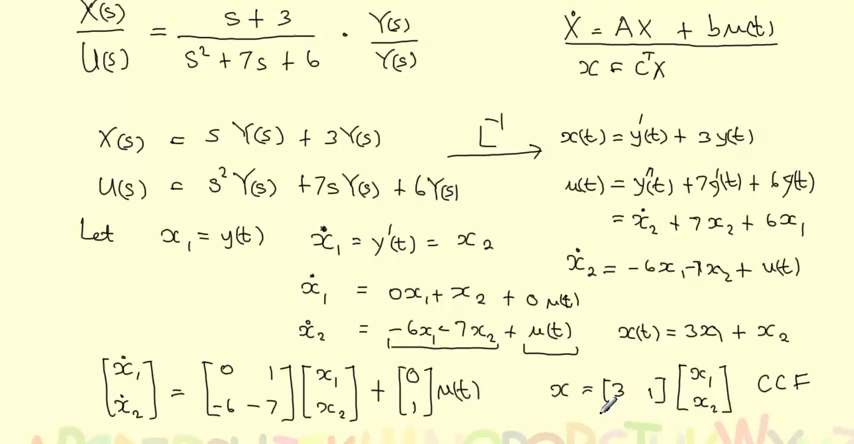 X(s)/U(s) = (s + 3)/(s² + 7s + 6) · Y(s)/Y(s)
Ẋ = AX + bu(t)
x = CᵀX
X(s) = s Y(s) + 3Y(s)
L⁻¹
x(t) = y'(t) + 3y(t)
U(s) = s² Y(s) + 7sY(s) + 6Y(s)
u(t) = y''(t) + 7y'(t) + 6y(t)
= ẋ₂ + 7x₂ + 6x₁
Let x₁ = y(t) ẋ₁ = y'(t) = x₂
ẋ₂ = -6x₁ -7x₂ + u(t)
ẋ₁ = 0x₁ + x₂ + 0u(t)
ẋ₂ = -6x₁ - 7x₂ + u(t) x(t) = 3x₁ + x₂
[ẋ₁ ẋ₂] = [0 1 -6 -7] [x₁ x₂] + [0 1] u(t) x = [3 1] [x₁ x₂] CCF